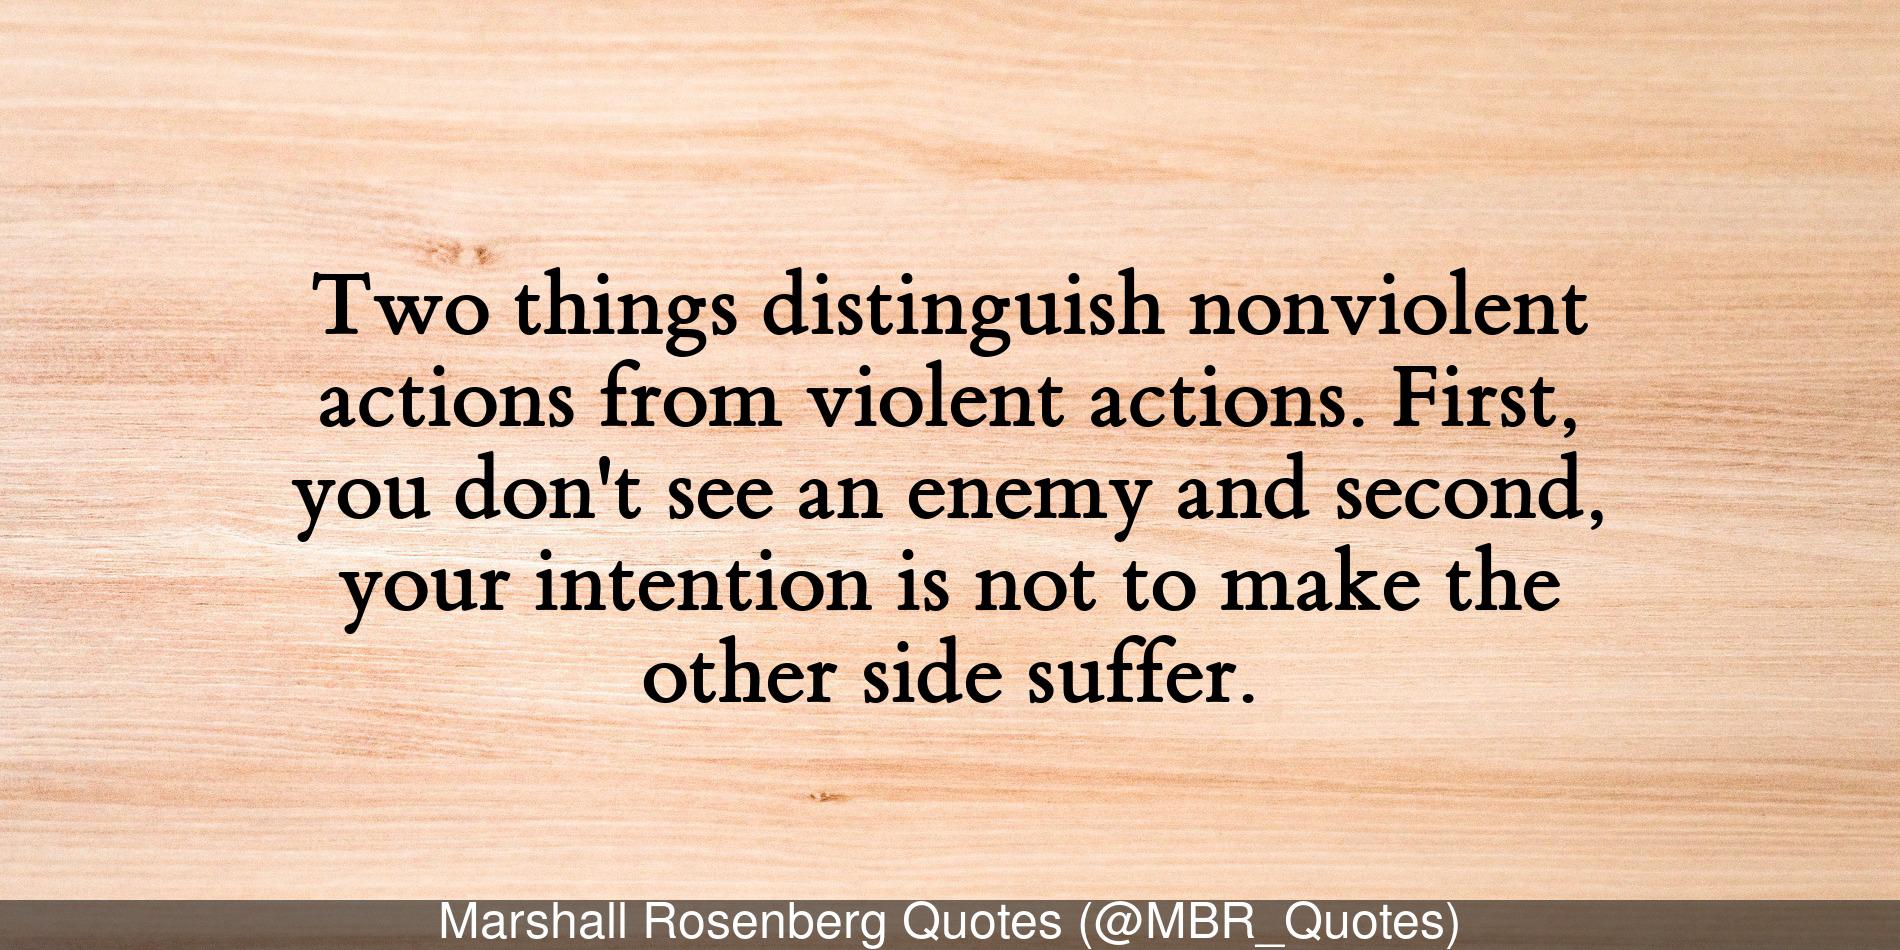 Two things distinguish nonviolent
actions from violent actions. First,
you don't see an enemy and second,
your intention is not to make the
other side suffer.
Marshall Rosenberg Quotes (@MBR_Quotes)